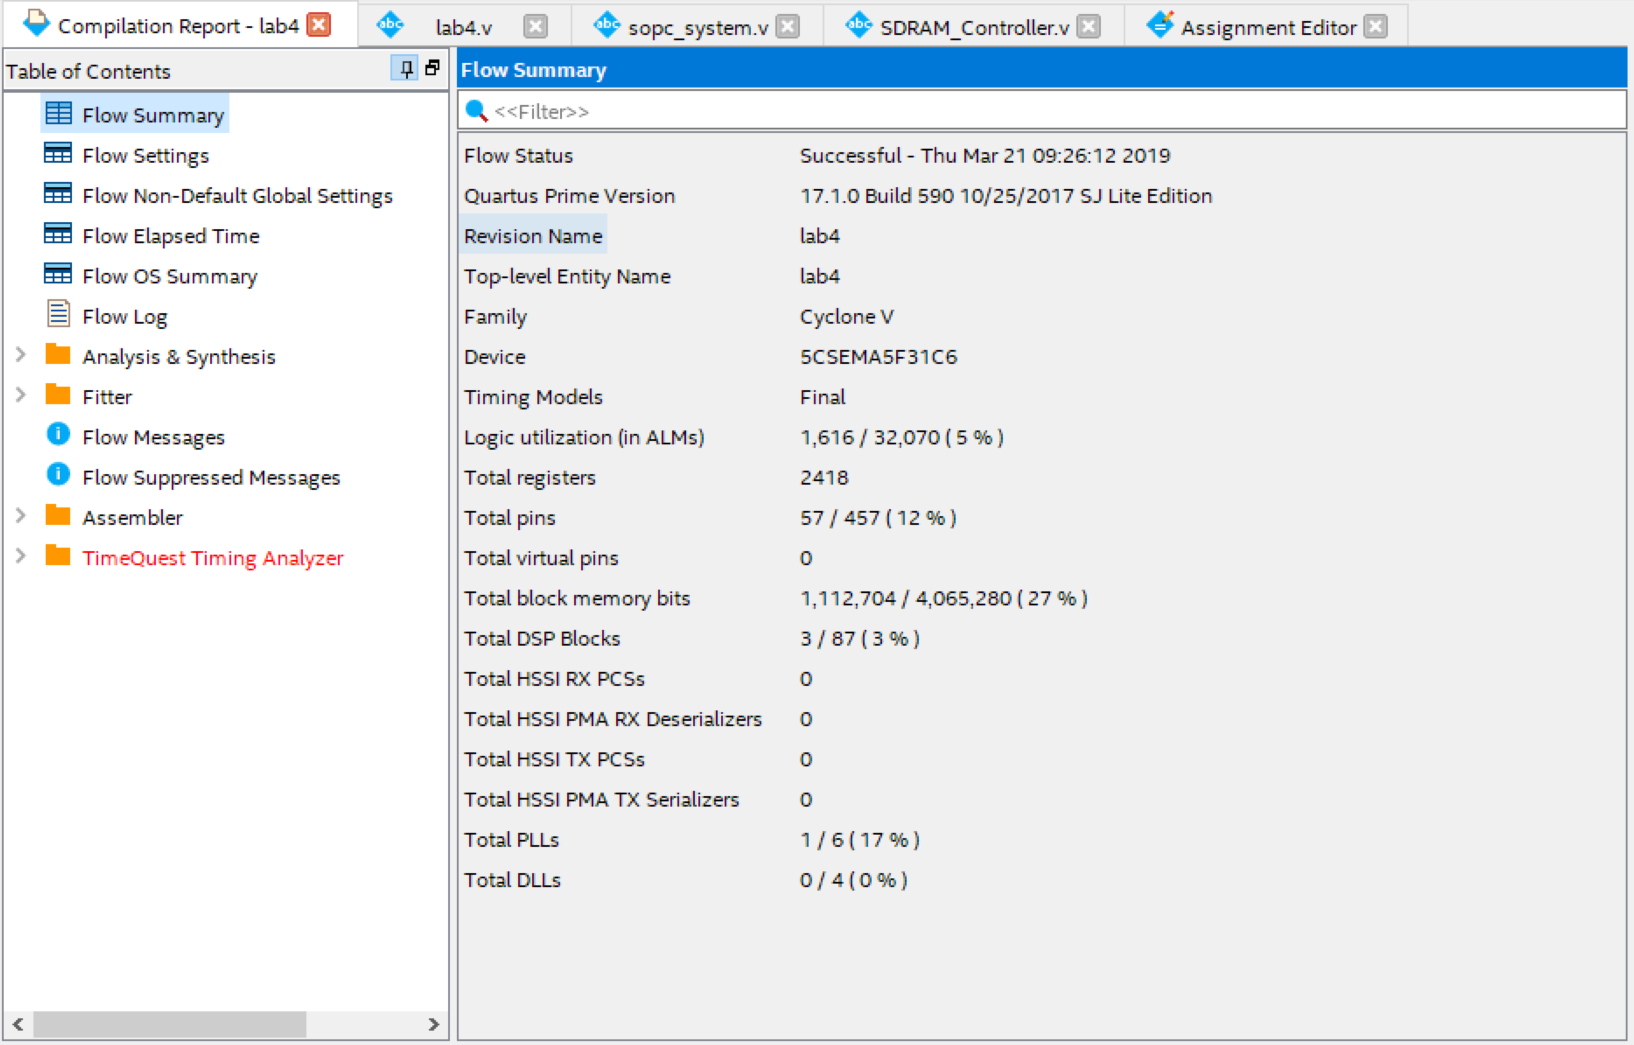 Compilation Report - lab4
lab4.v
sopc_system.v
SDRAM_Controller.v
Assignment Editor
Table of Contents
Flow Summary
Flow Settings
Flow Non-Default Global Settings
Flow Elapsed Time
Flow OS Summary
Flow Log
Analysis & Synthesis
Fitter
Flow Messages
Flow Suppressed Messages
Assembler
TimeQuest Timing Analyzer
Flow Summary
<<Filter>>
Flow Status Successful - Thu Mar 21 09:26:12 2019
Quartus Prime Version 17.1.0 Build 590 10/25/2017 SJ Lite Edition
Revision Name lab4
Top-level Entity Name lab4
Family Cyclone V
Device 5CSEMA5F31C6
Timing Models Final
Logic utilization (in ALMs) 1,616 / 32,070 ( 5 % )
Total registers 2418
Total pins 57 / 457 ( 12 % )
Total virtual pins 0
Total block memory bits 1,112,704 / 4,065,280 ( 27 % )
Total DSP Blocks 3 / 87 ( 3 % )
Total HSSI RX PCSs 0
Total HSSI PMA RX Deserializers 0
Total HSSI TX PCSs 0
Total HSSI PMA TX Serializers 0
Total PLLs 1 / 6 ( 17 % )
Total DLLs 0 / 4 ( 0 % )